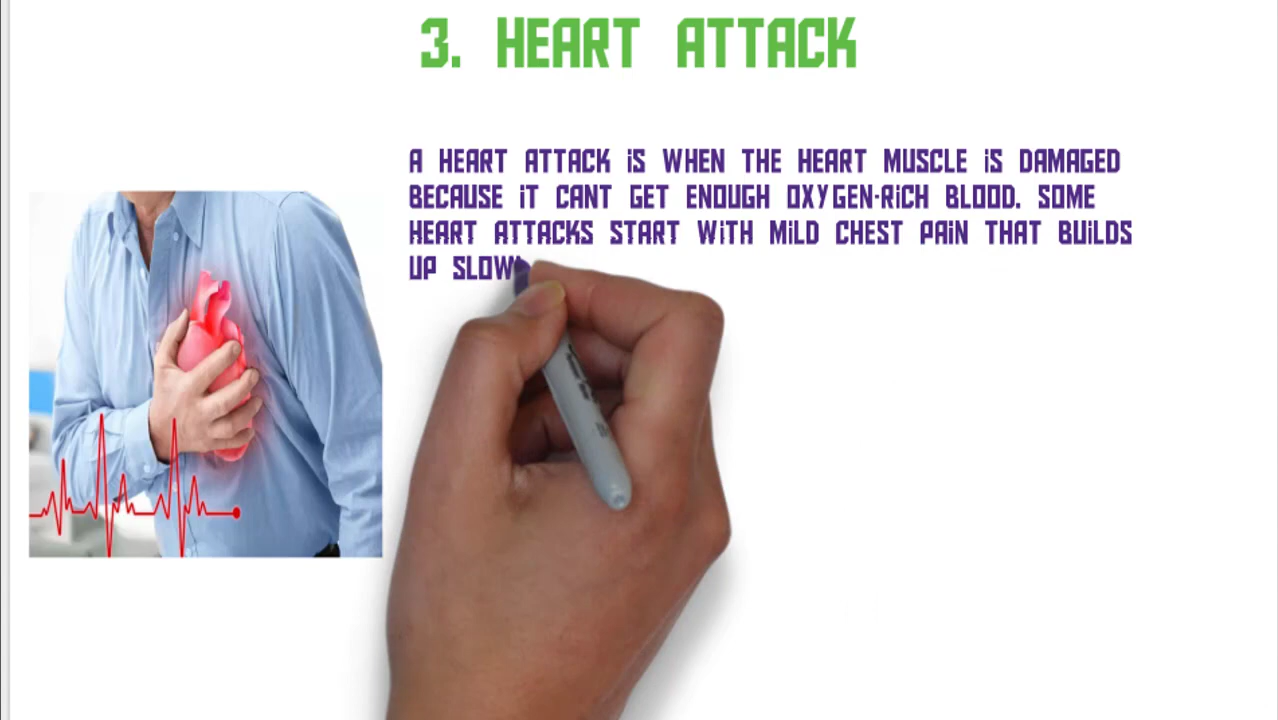 3. HEART ATTACK
A HEART ATTACK iS WHEN THE HEART MUSCLE iS DAMAGED
BECAUSE iT CANT GET ENOUGH OXYGEN-RiCH BLOOD. SOME
HEART ATTACKS START WiTH MiLD CHEST PAiN THAT BUiLDS
UP